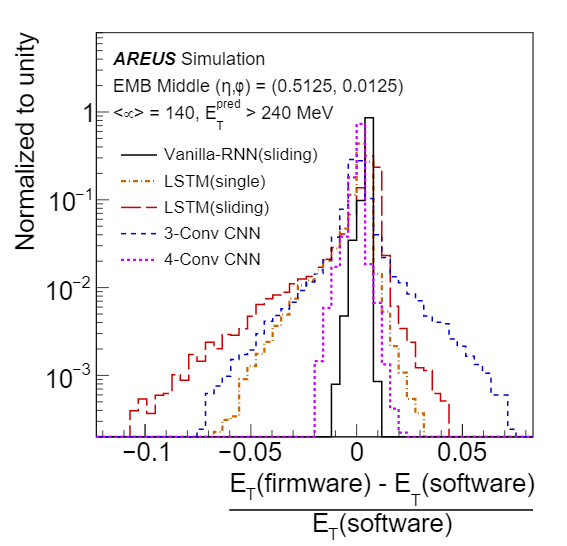 Normalized to unity
AREUS Simulation
EMB Middle (η,φ) = (0.5125, 0.0125)
<∝> = 140, E_T^pred > 240 MeV
Vanilla-RNN(sliding)
LSTM(single)
LSTM(sliding)
3-Conv CNN
4-Conv CNN
1
10⁻¹
10⁻²
10⁻³
−0.1 −0.05 0 0.05
E_T(firmware) - E_T(software)
E_T(software)